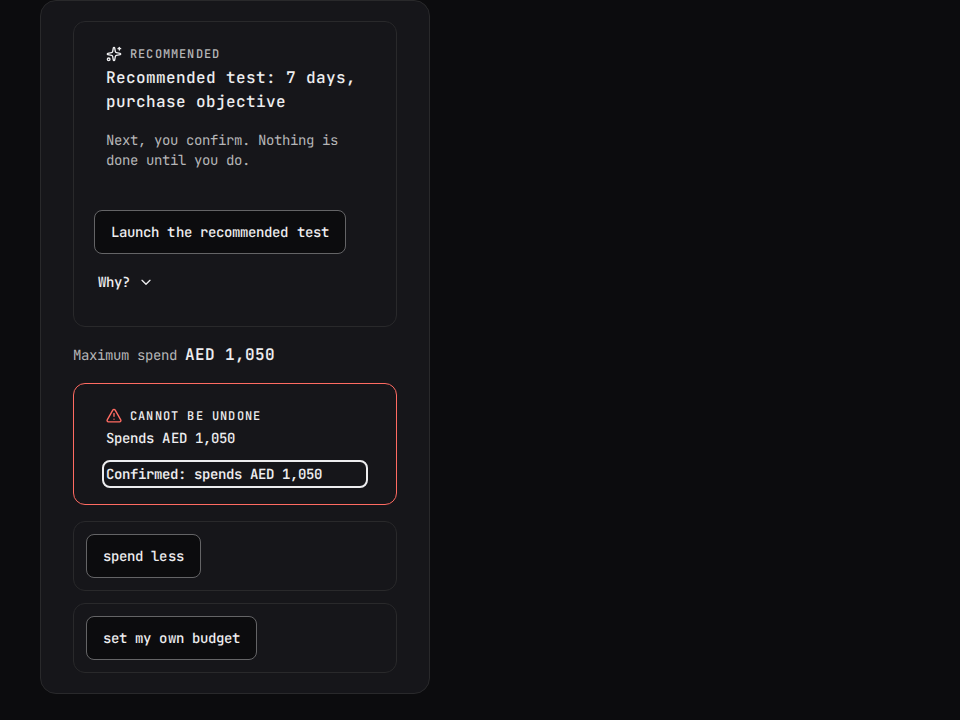 RECOMMENDED
Recommended test: 7 days,
purchase objective
Next, you confirm. Nothing is
done until you do.
Launch the recommended test
Why?
Maximum spend AED 1,050
CANNOT BE UNDONE
Spends AED 1,050
Confirmed: spends AED 1,050
spend less
set my own budget